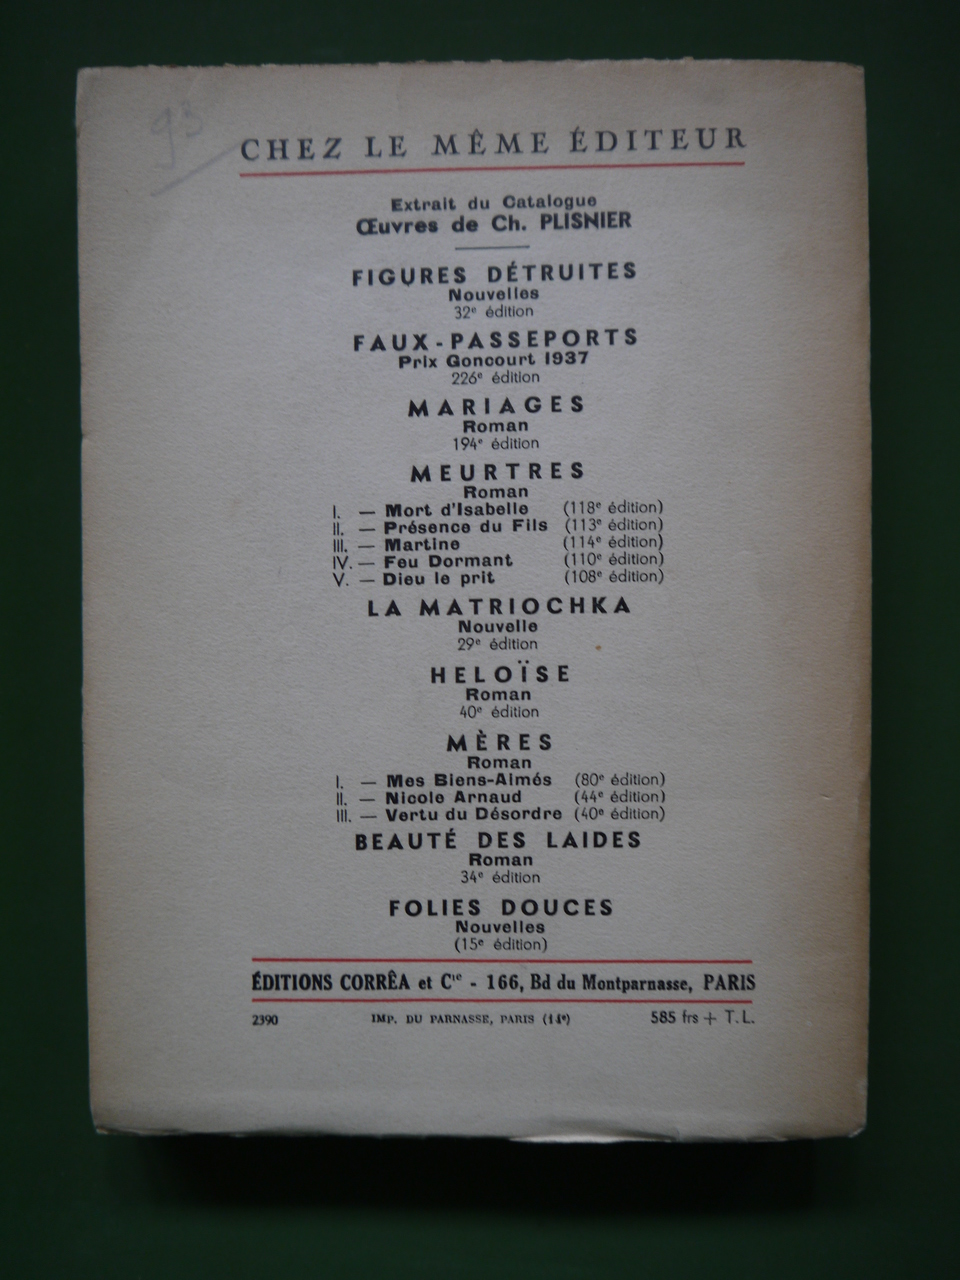 93
CHEZ LE MÊME ÉDITEUR
Extrait du Catalogue
Œuvres de Ch. PLISNIER
FIGURES DÉTRUITES
Nouvelles
32e édition
FAUX-PASSEPORTS
Prix Goncourt 1937
226e édition
MARIAGES
Roman
194e édition
MEURTRES
Roman
I. — Mort d'Isabelle (118e édition)
II. — Présence du Fils (113e édition)
III. — Martine (114e édition)
IV. — Feu Dormant (110e édition)
V. — Dieu le prit (108e édition)
LA MATRIOCHKA
Nouvelle
29e édition
HELOÏSE
Roman
40e édition
MÈRES
Roman
I. — Mes Biens-Aimés (80e édition)
II. — Nicole Arnaud (44e édition)
III. — Vertu du Désordre (40e édition)
BEAUTÉ DES LAIDES
Roman
34e édition
FOLIES DOUCES
Nouvelles
(15e édition)
ÉDITIONS CORRÊA et Cie - 166, Bd du Montparnasse, PARIS
2390 IMP. DU PARNASSE, PARIS (14e) 585 frs + T.L.